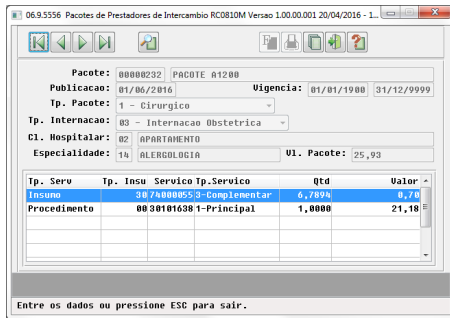 06.9.5556 Pacotes de Prestadores de Intercambio RC0810M Versao 1.00.00.001 20/04/2016 - 1...
Pacote: 00000232 PACOTE A1200
Publicacao: 01/06/2016 Vigencia: 01/01/1900 31/12/9999
Tp. Pacote: 1 - Cirurgico
Tp. Internacao: 03 - Internacao Obstetrica
Cl. Hospitalar: 02 APARTAMENTO
Especialidade: 14 ALERGOLOGIA Vl. Pacote: 25,93
Tp. Serv Tp. Insu Servico Tp.Servico Qtd Valor
Insumo 30 74000055 3-Complementar 6,7894 0,70
Procedimento 00 30101638 1-Principal 1,0000 21,18
Entre os dados ou pressione ESC para sair.